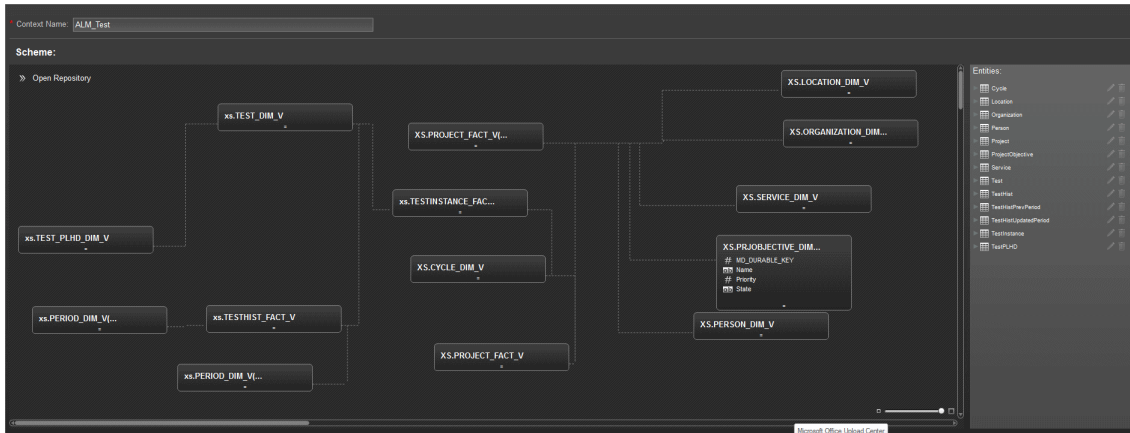 * Context Name: ALM_Test
Scheme:
» Open Repository
xs.TEST_DIM_V
XS.PROJECT_FACT_V(...
XS.LOCATION_DIM_V
XS.ORGANIZATION_DIM...
xs.TESTINSTANCE_FAC...
XS.SERVICE_DIM_V
xs.TEST_PLHD_DIM_V
XS.CYCLE_DIM_V
XS.PRJOBJECTIVE_DIM...
# MD_DURABLE_KEY
ab Name
# Priority
ab State
xs.PERIOD_DIM_V(...
xs.TESTHIST_FACT_V
XS.PERSON_DIM_V
XS.PROJECT_FACT_V
xs.PERIOD_DIM_V(...
Entities:
Cycle
Location
Organization
Person
Project
ProjectObjective
Service
Test
TestHist
TestHistPrevPeriod
TestHistUpdatedPeriod
TestInstance
TestPLHD
Microsoft Office Upload Center